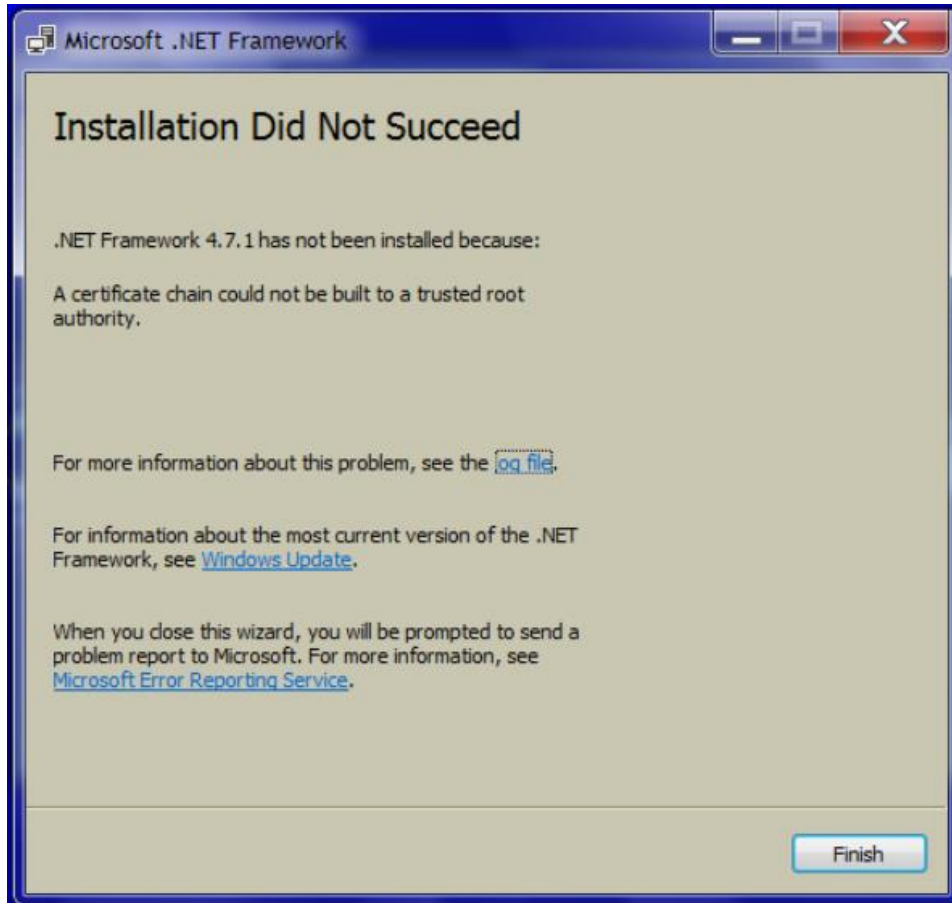 Microsoft .NET Framework
Installation Did Not Succeed
.NET Framework 4.7.1 has not been installed because:
A certificate chain could not be built to a trusted root
authority.
For more information about this problem, see the log file.
For information about the most current version of the .NET
Framework, see Windows Update.
When you close this wizard, you will be prompted to send a
problem report to Microsoft. For more information, see
Microsoft Error Reporting Service.
Finish